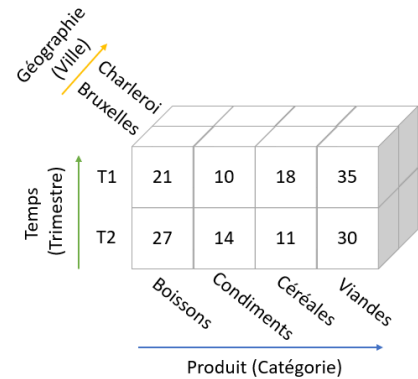 Géographie
(Ville)
Charleroi
Bruxelles
Temps
(Trimestre)
T1 21 10 18 35
T2 27 14 11 30
Boissons
Condiments
Céréales
Viandes
Produit (Catégorie)